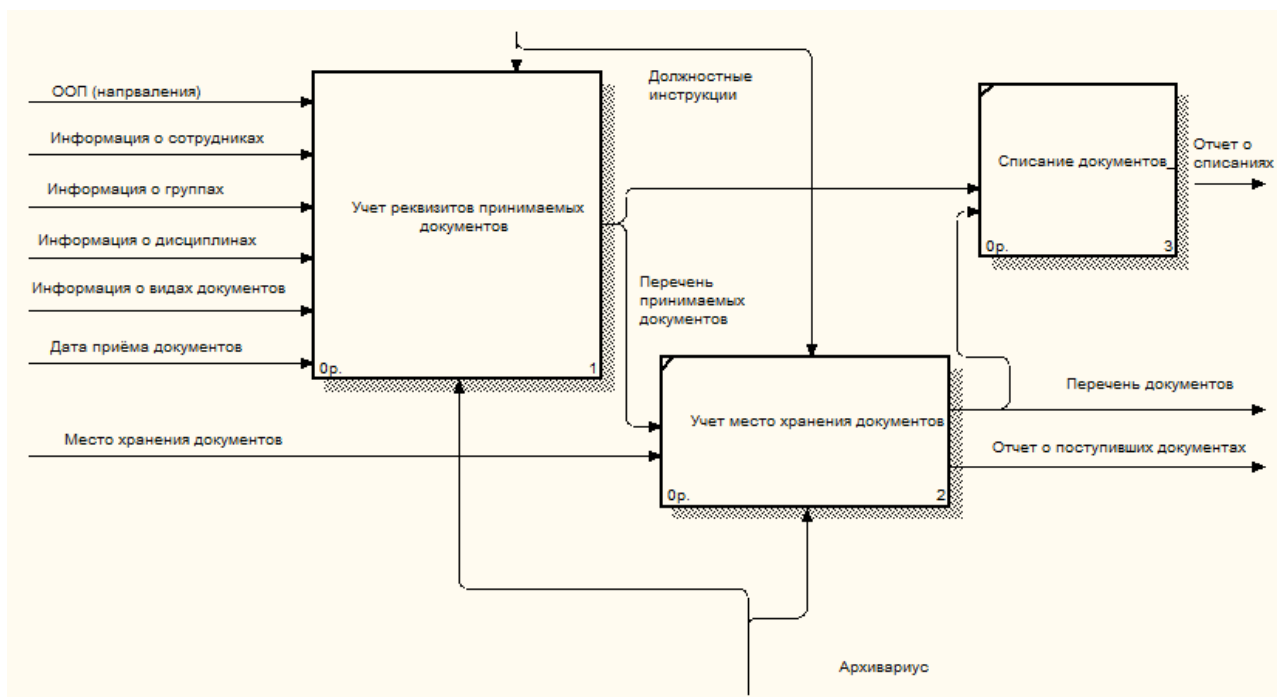 Должностные
инструкции
ООП (напрваления)
Информация о сотрудниках
Информация о группах
Информация о дисциплинах
Информация о видах документов
Дата приёма документов
Учет реквизитов принимаемых
документов
0р.
1
Списание документов
0р.
3
Отчет о
списаниях
Перечень
принимаемых
документов
Место хранения документов
Учет место хранения документов
0р.
2
Перечень документов
Отчет о поступивших документах
Архивариус